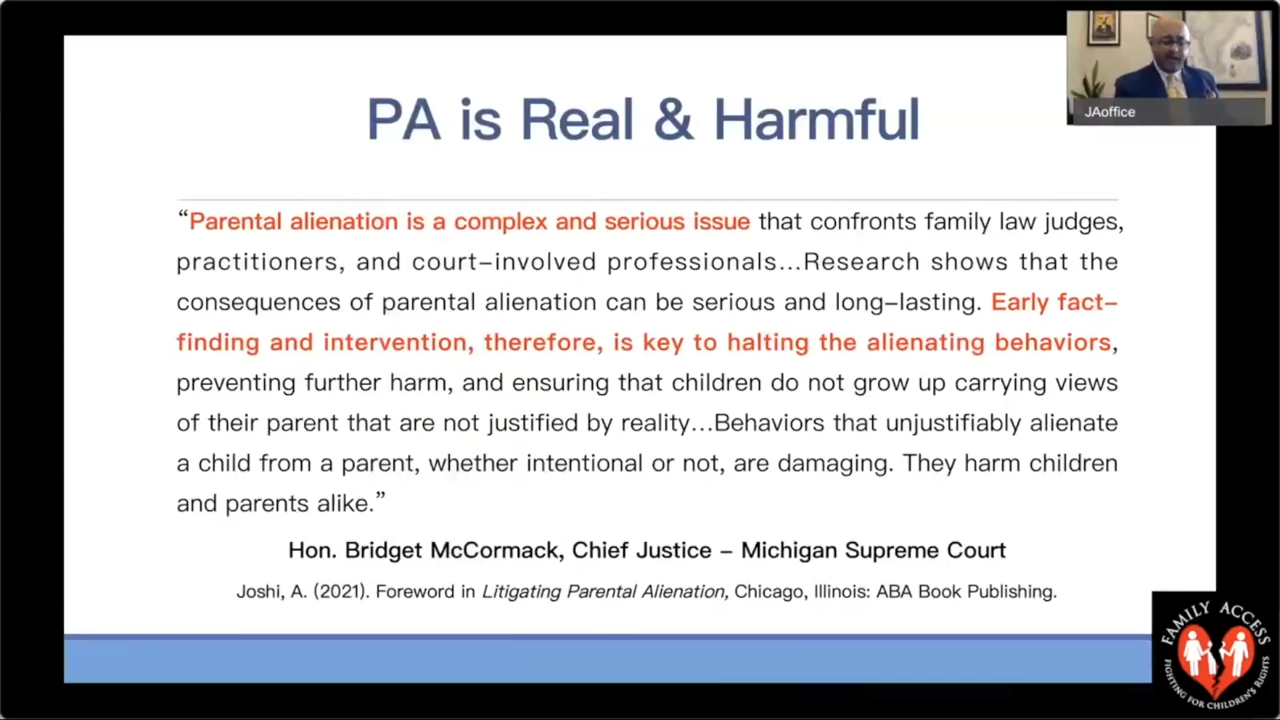 JAoffice
PA is Real & Harmful
“Parental alienation is a complex and serious issue that confronts family law judges,
practitioners, and court–involved professionals...Research shows that the
consequences of parental alienation can be serious and long–lasting. Early fact–
finding and intervention, therefore, is key to halting the alienating behaviors,
preventing further harm, and ensuring that children do not grow up carrying views
of their parent that are not justified by reality...Behaviors that unjustifiably alienate
a child from a parent, whether intentional or not, are damaging. They harm children
and parents alike.”
Hon. Bridget McCormack, Chief Justice – Michigan Supreme Court
Joshi, A. (2021). Foreword in Litigating Parental Alienation, Chicago, Illinois: ABA Book Publishing.
FAMILY ACCESS
FIGHTING FOR CHILDREN'S RIGHTS